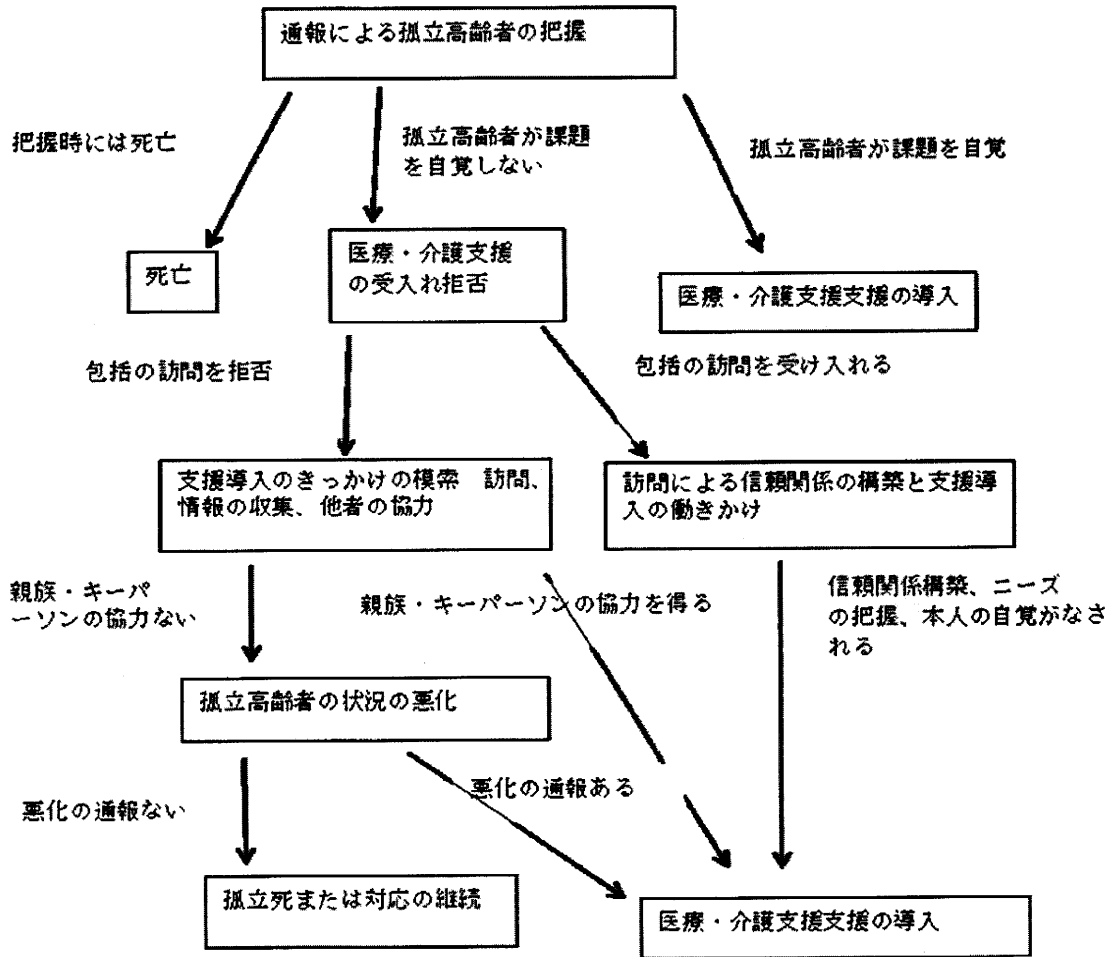 通報による孤立高齢者の把握
把握時には死亡
孤立高齢者が課題
を自覚しない
孤立高齢者が課題を自覚
死亡
医療・介護支援
の受入れ拒否
医療・介護支援支援の導入
包括の訪問を拒否
包括の訪問を受け入れる
支援導入のきっかけの模索　訪問、
情報の収集、他者の協力
訪問による信頼関係の構築と支援導
入の働きかけ
親族・キーパ
ーソンの協力ない
親族・キーパーソンの協力を得る
信頼関係構築、ニーズ
の把握、本人の自覚がなさ
れる
孤立高齢者の状況の悪化
悪化の通報ない
悪化の通報ある
孤立死または対応の継続
医療・介護支援支援の導入